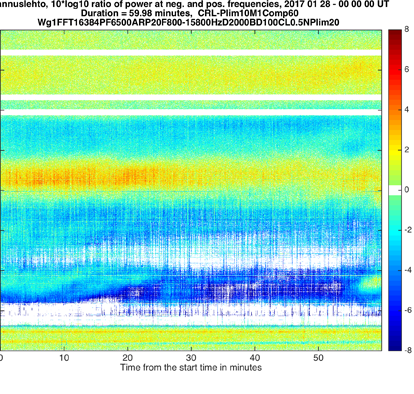 annuslehto, 10*log10 ratio of power at neg. and pos. frequencies, 2017 01 28 - 00 00 00 UT
Duration = 59.98 minutes, CRL-Plim10M1Comp60
Wg1FFT16384PF6500ARP20F800-15800HzD2000BD100CL0.5NPlim20
8
6
4
2
0
-2
-4
-6
-8
0 10 20 30 40 50
Time from the start time in minutes